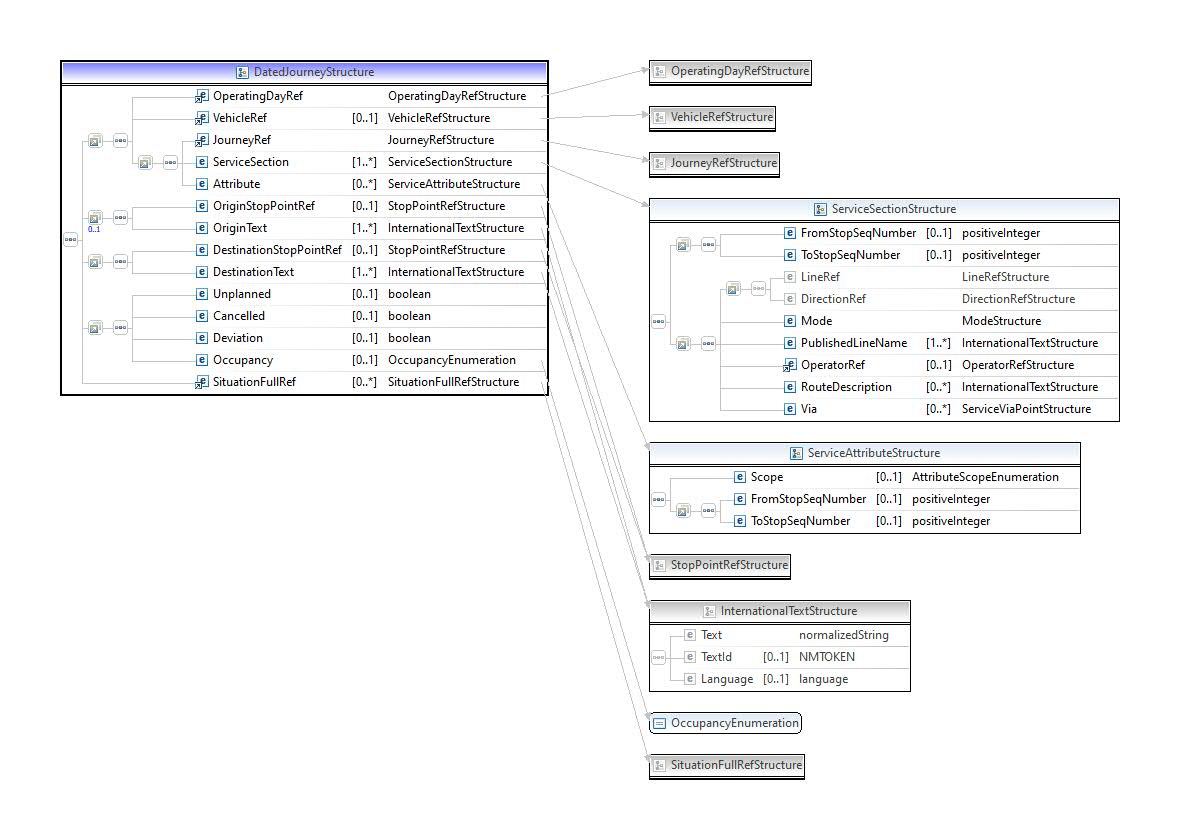 DatedJourneyStructure
OperatingDayRef OperatingDayRefStructure
VehicleRef [0..1] VehicleRefStructure
JourneyRef JourneyRefStructure
ServiceSection [1..*] ServiceSectionStructure
Attribute [0..*] ServiceAttributeStructure
OriginStopPointRef [0..1] StopPointRefStructure
0..1
OriginText [1..*] InternationalTextStructure
DestinationStopPointRef [0..1] StopPointRefStructure
DestinationText [1..*] InternationalTextStructure
Unplanned [0..1] boolean
Cancelled [0..1] boolean
Deviation [0..1] boolean
Occupancy [0..1] OccupancyEnumeration
SituationFullRef [0..*] SituationFullRefStructure
OperatingDayRefStructure
VehicleRefStructure
JourneyRefStructure
ServiceSectionStructure
FromStopSeqNumber [0..1] positiveInteger
ToStopSeqNumber [0..1] positiveInteger
LineRef LineRefStructure
DirectionRef DirectionRefStructure
Mode ModeStructure
PublishedLineName [1..*] InternationalTextStructure
OperatorRef [0..1] OperatorRefStructure
RouteDescription [0..*] InternationalTextStructure
Via [0..*] ServiceViaPointStructure
ServiceAttributeStructure
Scope [0..1] AttributeScopeEnumeration
FromStopSeqNumber [0..1] positiveInteger
ToStopSeqNumber [0..1] positiveInteger
StopPointRefStructure
InternationalTextStructure
Text normalizedString
TextId [0..1] NMTOKEN
Language [0..1] language
OccupancyEnumeration
SituationFullRefStructure